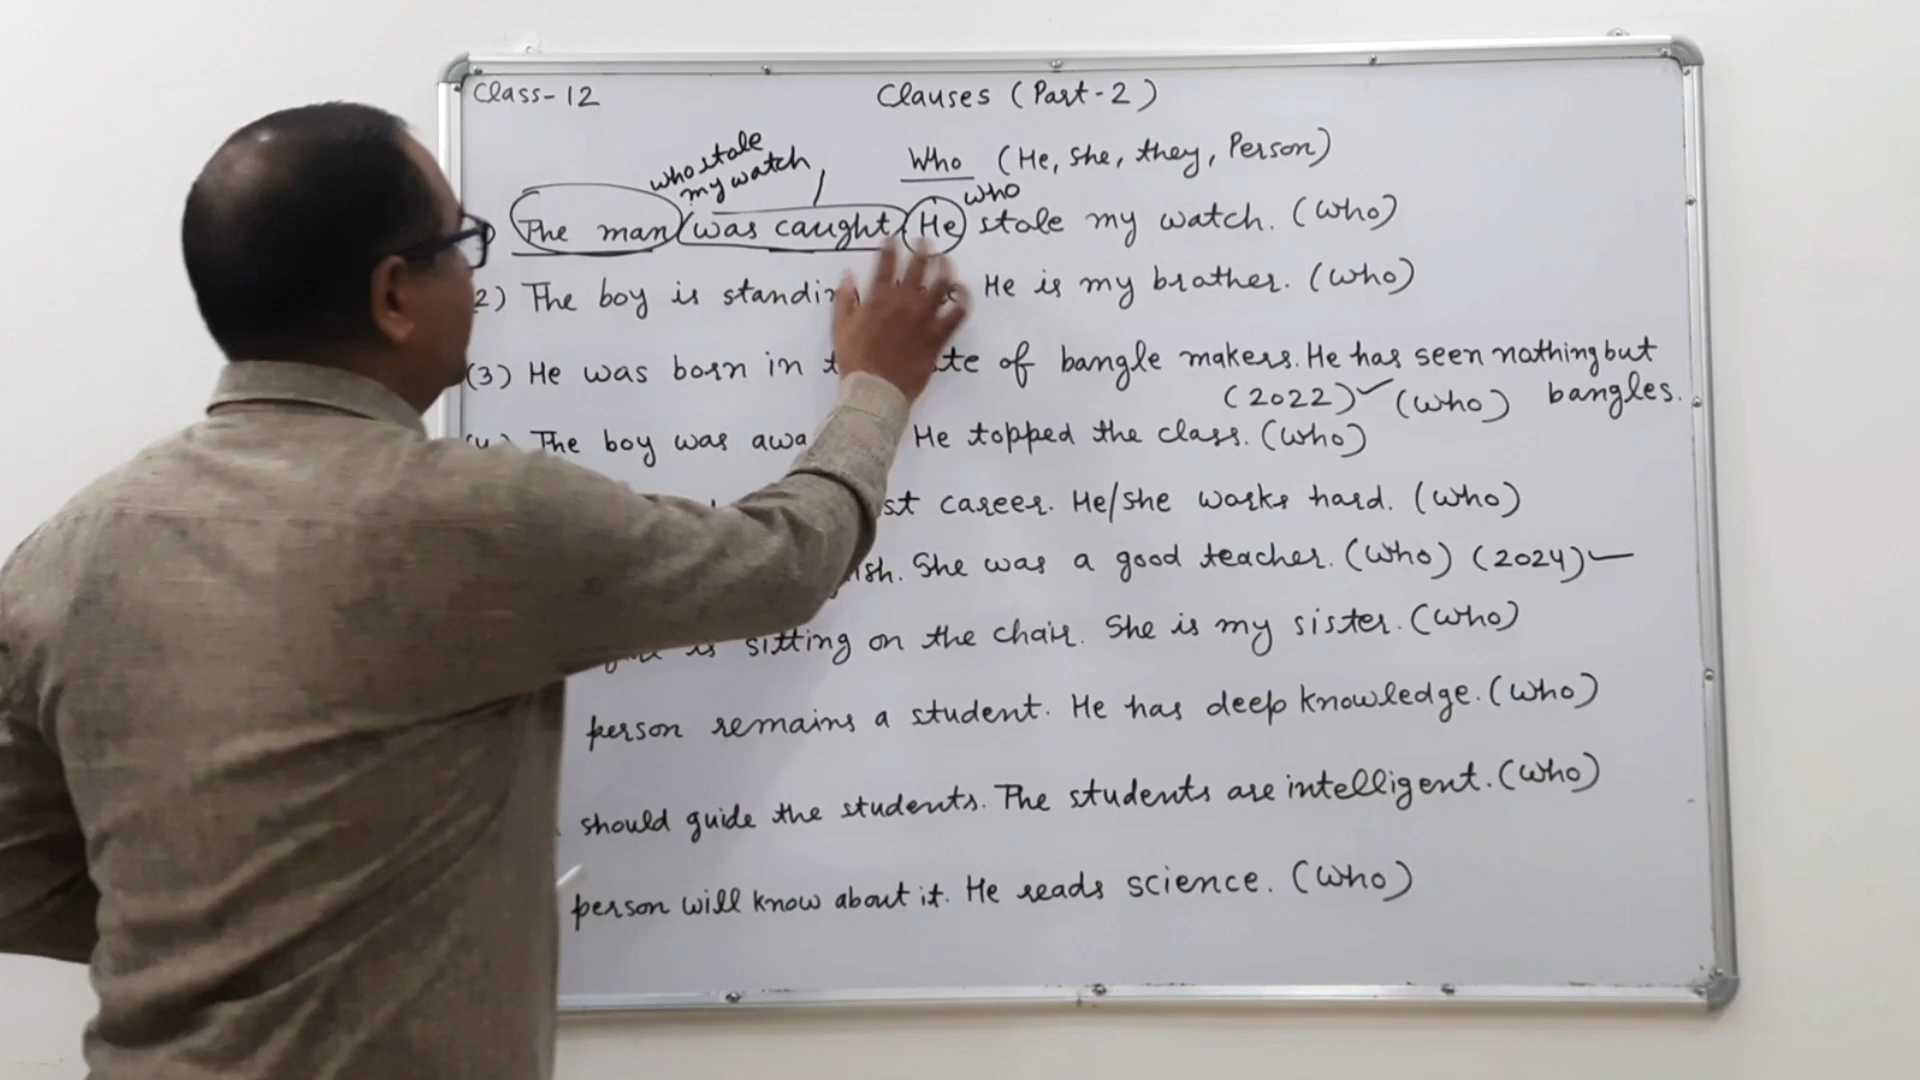 Class-12
Clauses (Part-2)
who stole
my watch
Who (He, she, they, Person)
who
) The man was caught He stole my watch. (Who)
2) The boy is standing He is my brother. (Who)
(3) He was born in of bangle makers. He has seen nothing but
(2022) (Who) bangles.
The boy was He topped the class. (Who)
career. He/she works hard. (Who)
She was a good teacher. (Who) (2024)
is sitting on the chair. She is my sister. (Who)
person remains a student. He has deep knowledge. (Who)
should guide the students. The students are intelligent. (Who)
person will know about it. He reads science. (Who)